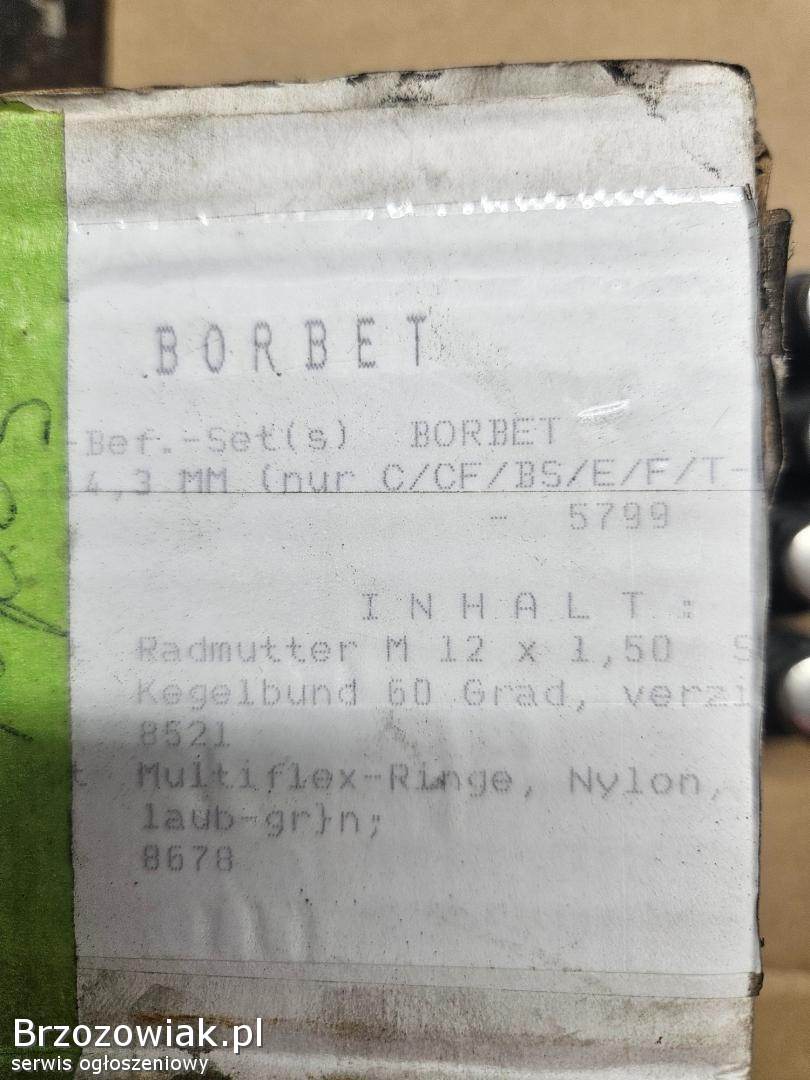 BORBET
-Bef.-Set(s) BORBET
4,3 MM (nur C/CF/BS/E/F/T-
- 5799
INHALT:
Radmutter M 12 x 1,50 S
Kegelbund 60 Grad, verzi
8521
t Multiflex-Ringe, Nylon,
laub-gr}n;
8678
Brzozowiak.pl
serwis ogłoszeniowy